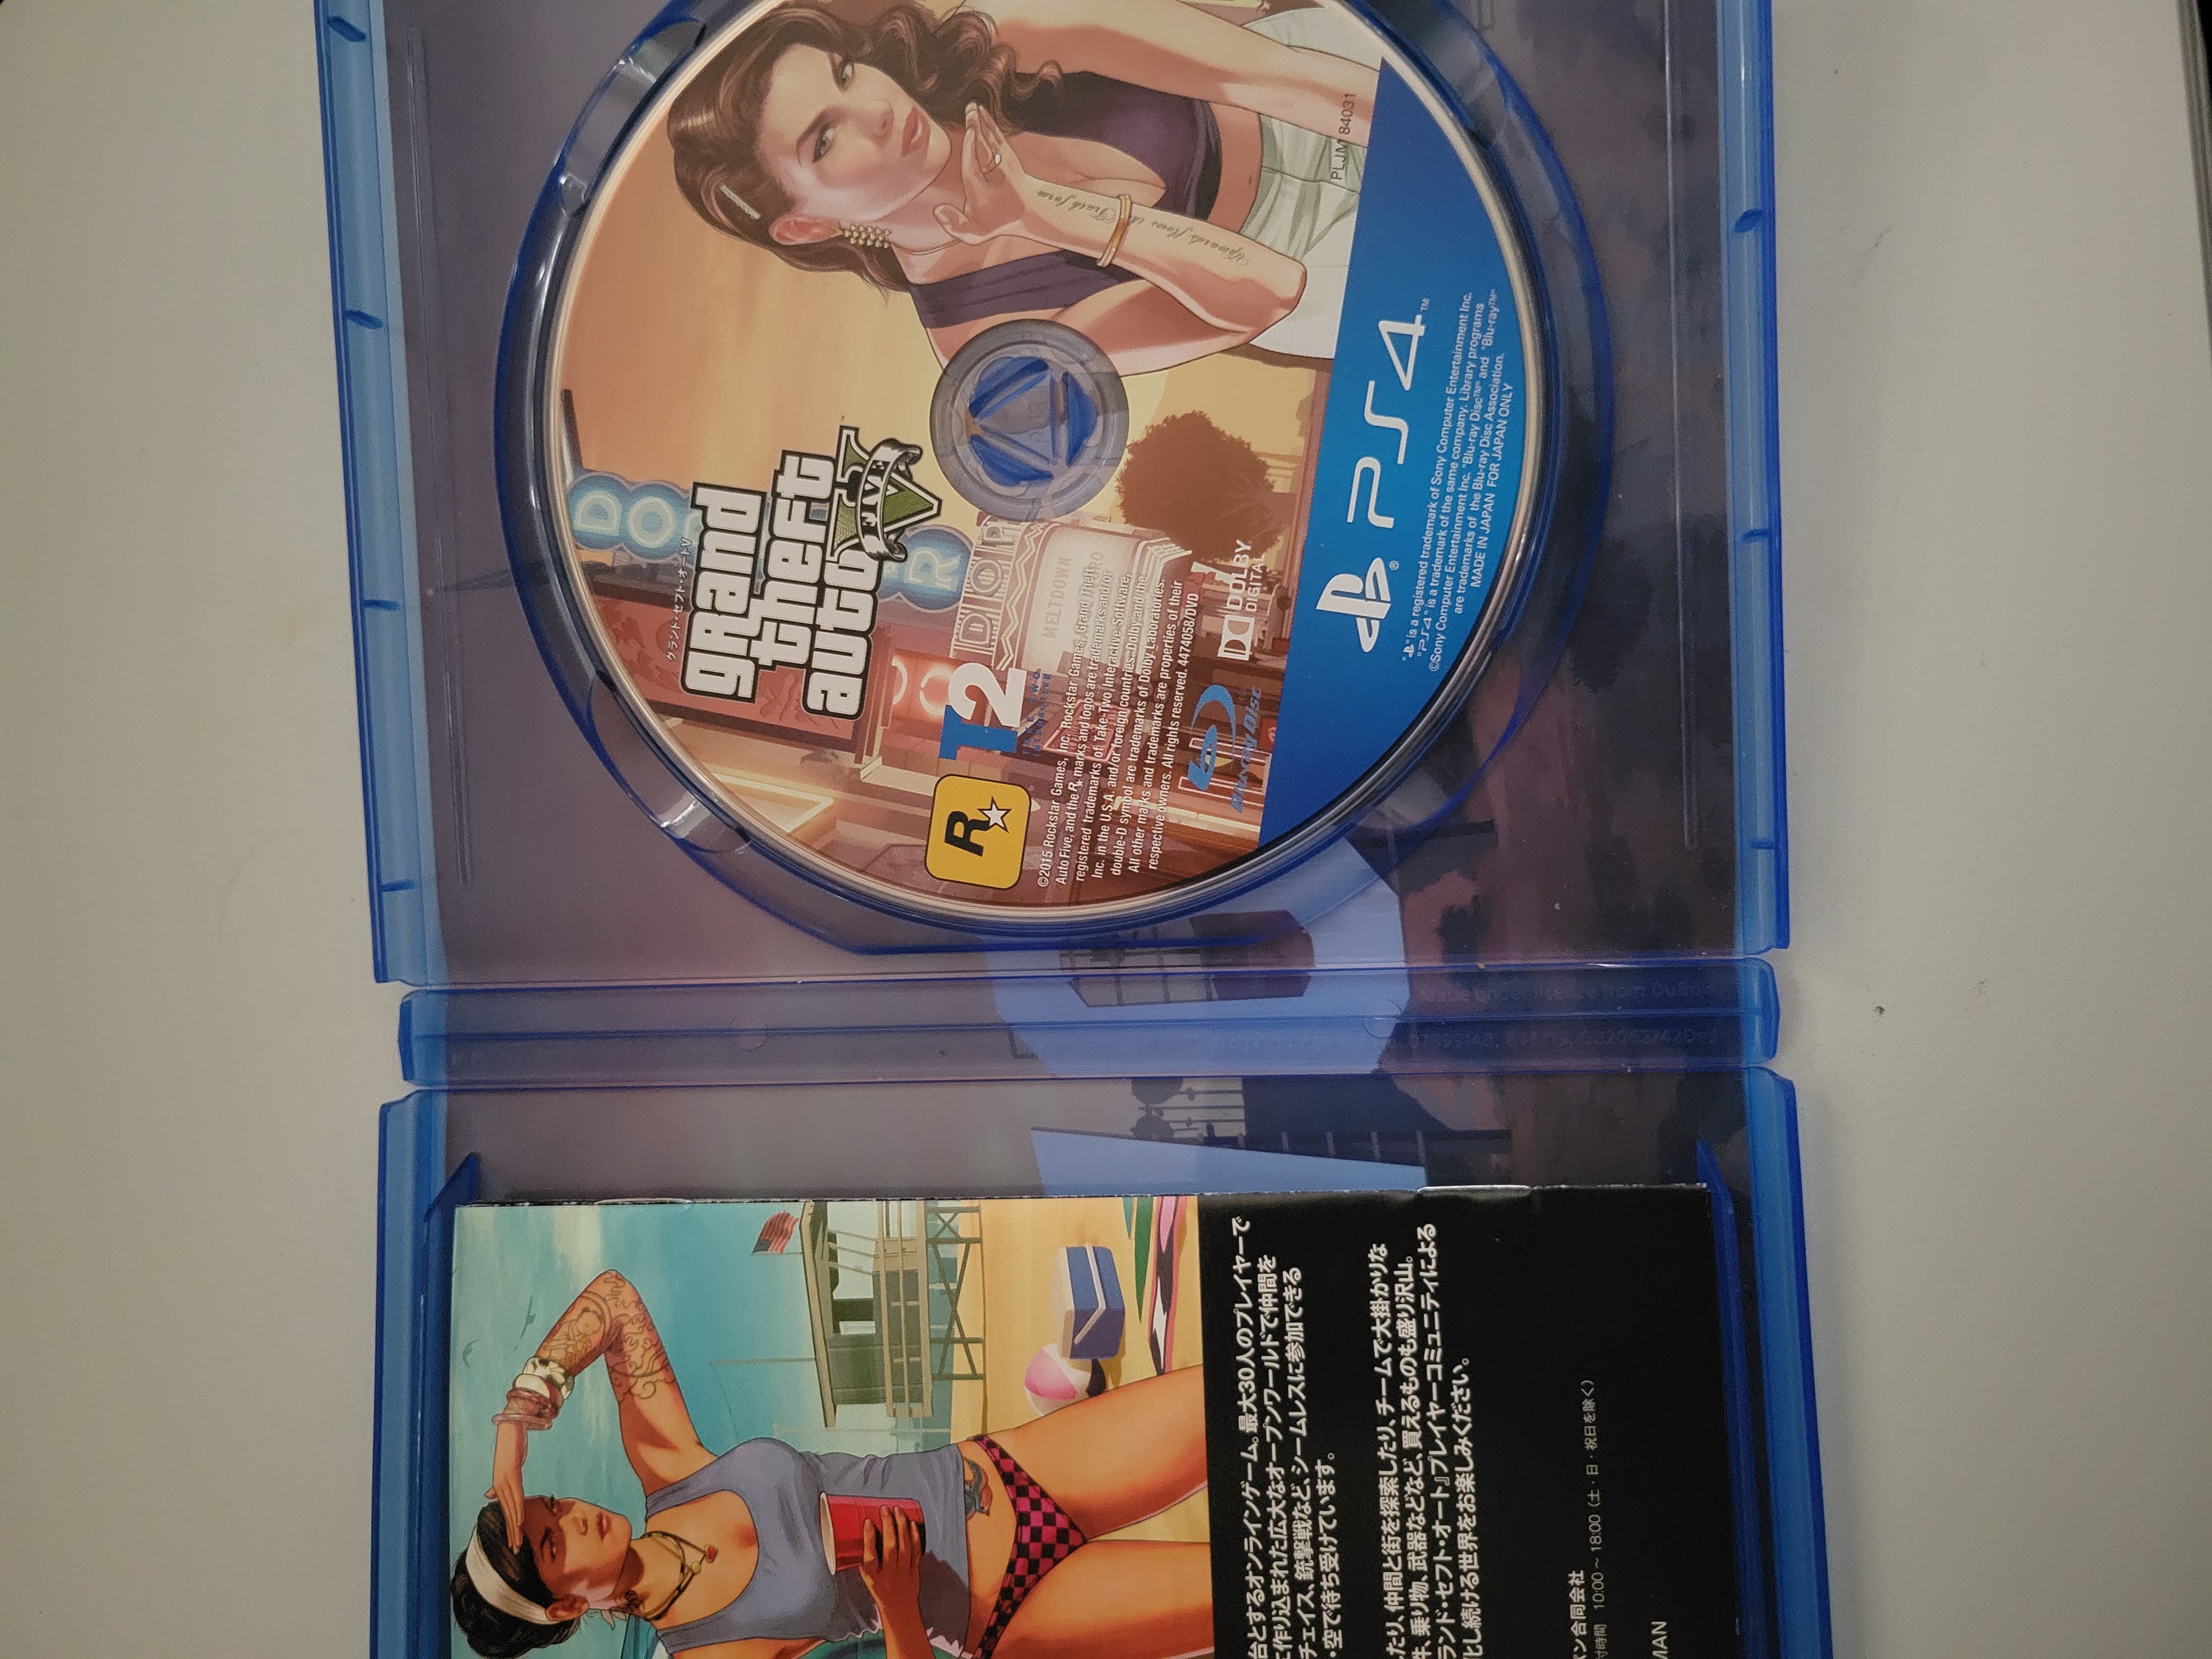 グランド・セフト・オートV
grand
theft
auto
FIVE
PLJM 84031
R
T2
MELTDOWN
©2015 Rockstar Games, Inc. Rockstar Games, Grand Theft
Auto Five, and the R★ marks and logos are trademarks and/or
registered trademarks of Take-Two Interactive Software,
Inc. in the U.S.A. and/or foreign countries. Dolby and the
double-D symbol are trademarks of Dolby Laboratories.
All other marks and trademarks are properties of their
respective owners. All rights reserved. 4474058/DVD
Blu-ray Disc
DOLBY
DIGITAL
PS4™
is a registered trademark of Sony Computer Entertainment Inc.
"PS4" is a trademark of the same company. Library programs
©Sony Computer Entertainment Inc. "Blu-ray Disc™" and "Blu-ray™"
are trademarks of the Blu-ray Disc Association.
MADE IN JAPAN FOR JAPAN ONLY
台とするオンラインゲーム。最大30人のプレイヤーで
に作り込まれた広大なオープンワールドで仲間を
チェイス、銃撃戦など、シームレスに参加できる
・空で待ち受けています。
たり、仲間と街を探索したり、チームで大掛かりな
件、乗り物、武器などなど、買えるものも盛り沢山。
ランド・セフト・オート』プレイヤーコミュニティによる
化し続ける世界をお楽しみください。
パン合同会社
付時間 10:00～18:00（土・日・祝日を除く）
MAN